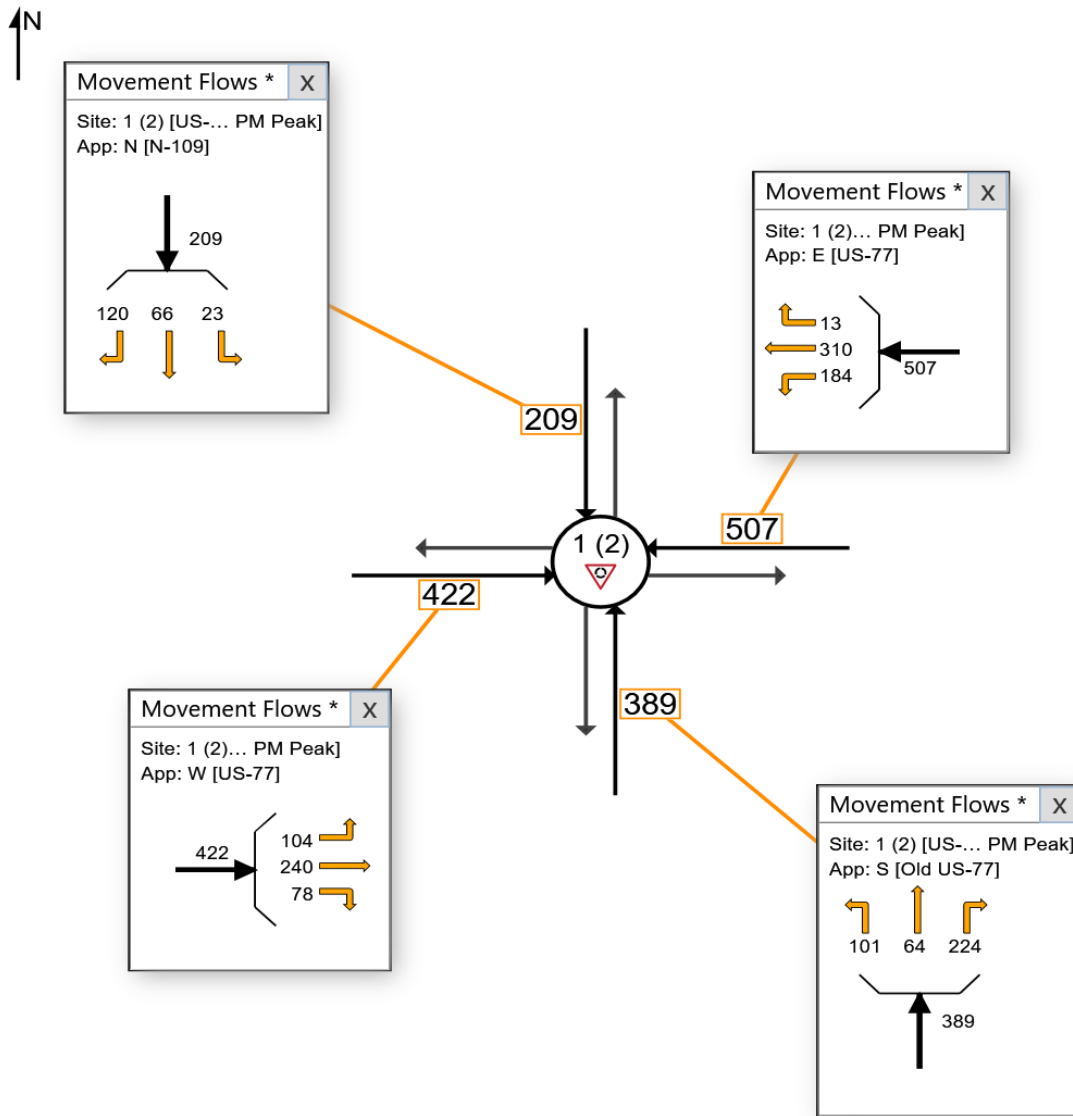 N
Movement Flows * X
Site: 1 (2) [US-... PM Peak]
App: N [N-109]
209
120 66 23
Movement Flows * X
Site: 1 (2)... PM Peak]
App: E [US-77]
13
310
184
507
209
507
1 (2)
422
389
Movement Flows * X
Site: 1 (2)... PM Peak]
App: W [US-77]
422
104
240
78
Movement Flows * X
Site: 1 (2) [US-... PM Peak]
App: S [Old US-77]
101 64 224
389